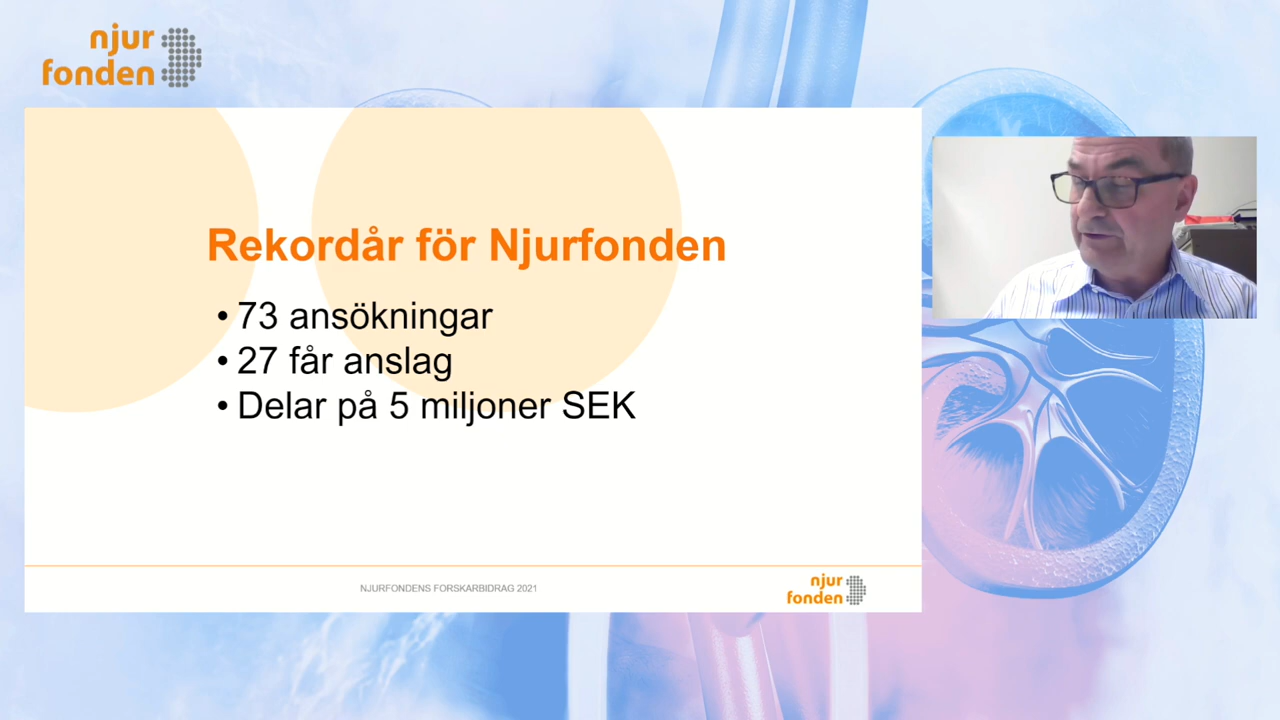 njur
fonden
Rekordår för Njurfonden
• 73 ansökningar
• 27 får anslag
• Delar på 5 miljoner SEK
NJURFONDENS FORSKARBIDRAG 2021
njur
fonden